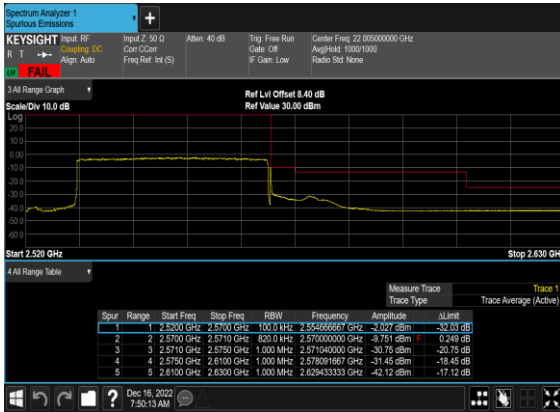 Spectrum Analyzer 1
Spurious Emissions
+
KEYSIGHT
R T
LW FAIL
Input: RF
Coupling: DC
Align: Auto
Input Z: 50 Ω
Corr CCorr
Freq Ref: Int (S)
Atten: 40 dB
Trig: Free Run
Gate: Off
IF Gain: Low
Center Freq: 22.005000000 GHz
Avg|Hold: 1000/1000
Radio Std: None
3 All Range Graph
Scale/Div 10.0 dB
Ref Lvl Offset 8.40 dB
Ref Value 30.00 dBm
Log
20.0
10.0
0.00
-10.0
-20.0
-30.0
-40.0
-50.0
-60.0
Start 2.520 GHz
Stop 2.630 GH
4 All Range Table
Measure Trace Trace 1
Trace Type Trace Average (Active)
Spur Range Start Freq Stop Freq RBW Frequency Amplitude ΔLimit
1 1 2.5200 GHz 2.5700 GHz 100.0 kHz 2.554666667 GHz -2.027 dBm -32.03 dB
2 2 2.5700 GHz 2.5710 GHz 820.0 kHz 2.570000000 GHz -9.751 dBm F 0.249 dB
3 3 2.5710 GHz 2.5750 GHz 1.000 MHz 2.571040000 GHz -30.75 dBm -20.75 dB
4 4 2.5750 GHz 2.6100 GHz 1.000 MHz 2.578091667 GHz -31.45 dBm -18.45 dB
5 5 2.6100 GHz 2.6300 GHz 1.000 MHz 2.629433333 GHz -42.12 dBm -17.12 dB
?
Dec 16, 2022
7:50:13 AM